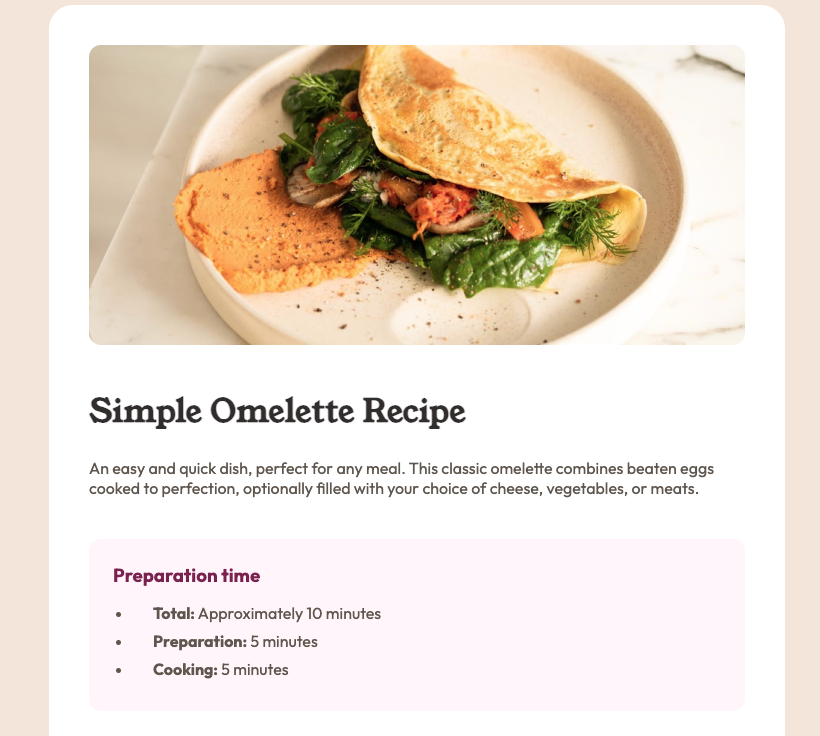 Simple Omelette Recipe
An easy and quick dish, perfect for any meal. This classic omelette combines beaten eggs
cooked to perfection, optionally filled with your choice of cheese, vegetables, or meats.
Preparation time
• Total: Approximately 10 minutes
• Preparation: 5 minutes
• Cooking: 5 minutes